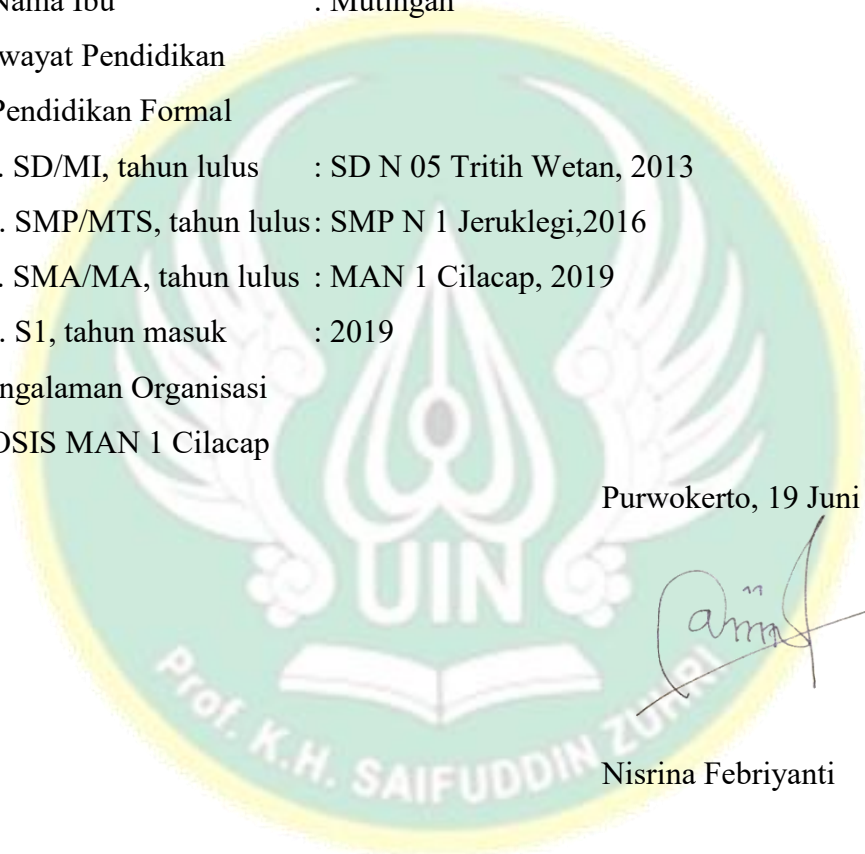 Nama Ibu : Mutingah
wayat Pendidikan
Pendidikan Formal
. SD/MI, tahun lulus : SD N 05 Tritih Wetan, 2013
. SMP/MTS, tahun lulus: SMP N 1 Jeruklegi,2016
. SMA/MA, tahun lulus : MAN 1 Cilacap, 2019
. S1, tahun masuk : 2019
ngalaman Organisasi
OSIS MAN 1 Cilacap
Purwokerto, 19 Juni
UIN
Prof. K.H. SAIFUDDIN ZUHRI
Nisrina Febriyanti